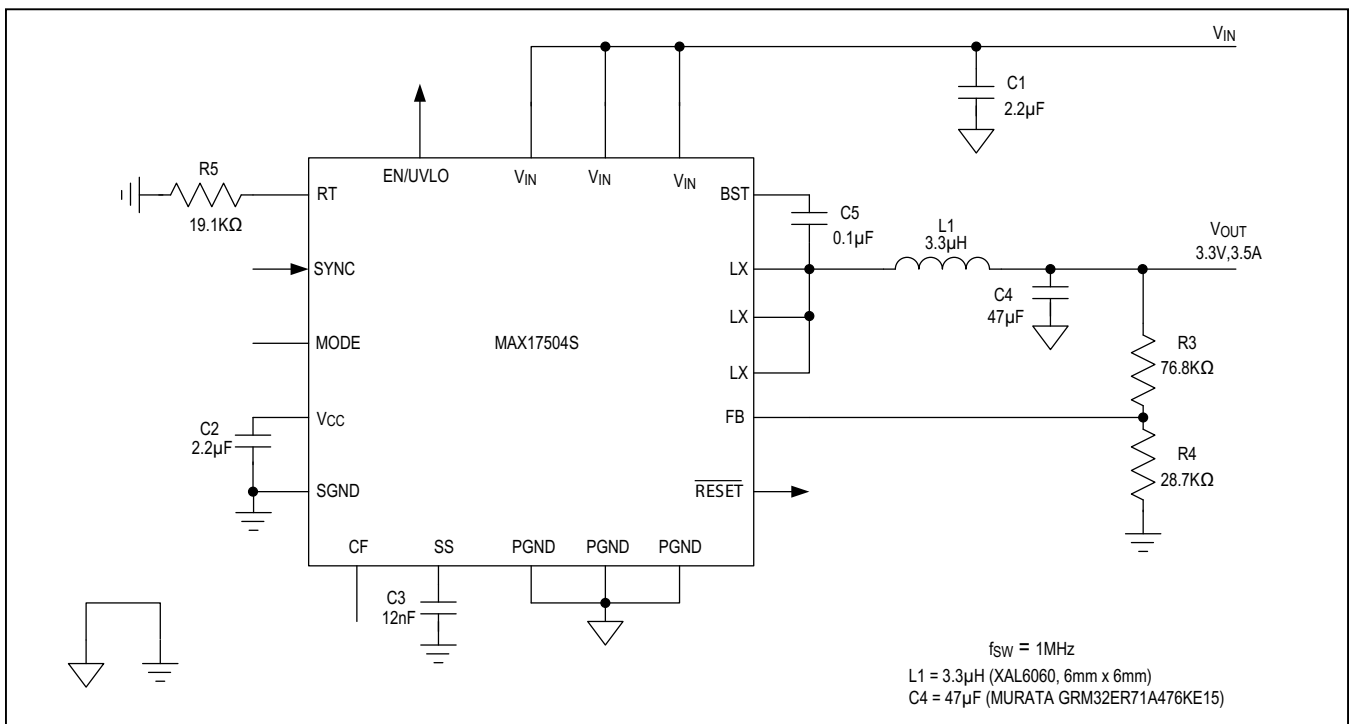 VIN
C1
2.2µF
R5
19.1KΩ
EN/UVLO
VIN
VIN
VIN
RT
BST
C5
0.1µF
L1
3.3µH
VOUT
3.3V,3.5A
SYNC
LX
C4
47µF
LX
MODE
MAX17504S
R3
76.8KΩ
LX
VCC
FB
C2
2.2µF
R4
28.7KΩ
SGND
RESET
CF
SS
PGND
PGND
PGND
C3
12nF
fSW = 1MHz
L1 = 3.3µH (XAL6060, 6mm x 6mm)
C4 = 47µF (MURATA GRM32ER71A476KE15)